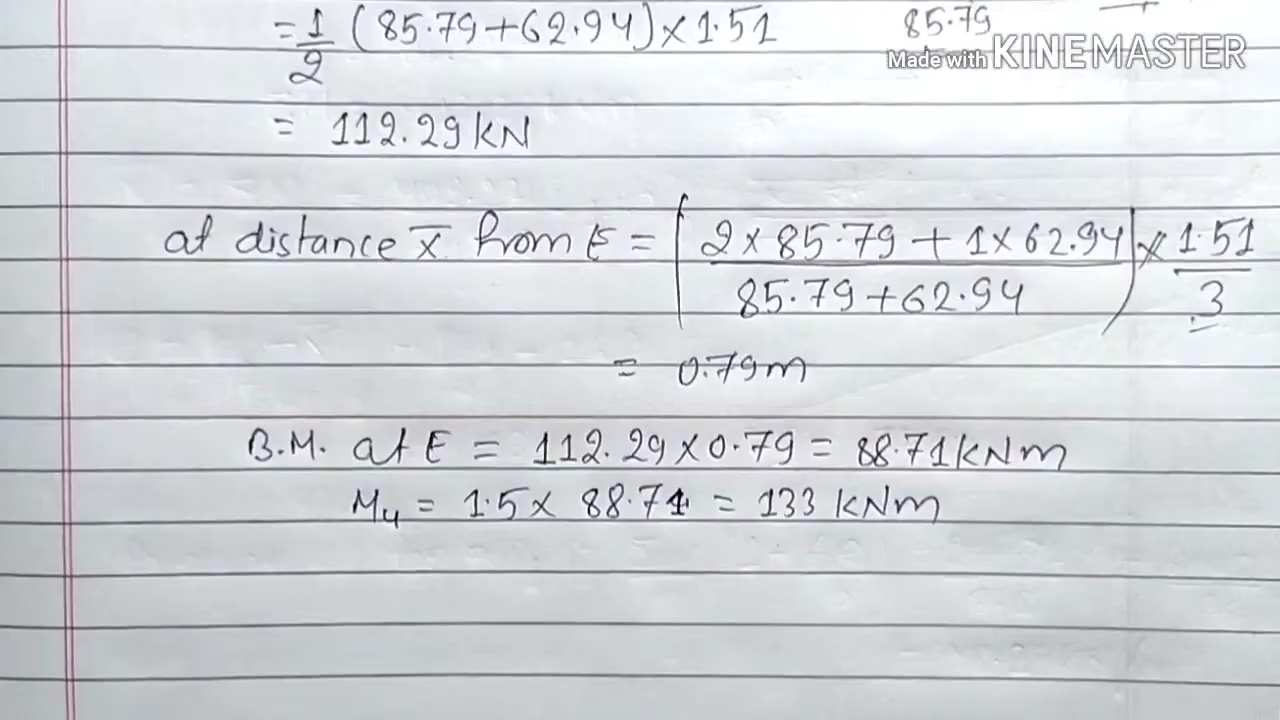 = 1/2 (85.79+62.94)×1.51 85.79
Made with KINEMASTER
= 112.29 kN
at distance x̄ from E = (2×85.79 + 1×62.94 / 85.79+62.94) × 1.51/3
= 0.79m
B.M. at E = 112.29×0.79 = 88.71 kNm
Mu = 1.5× 88.71 = 133 kNm